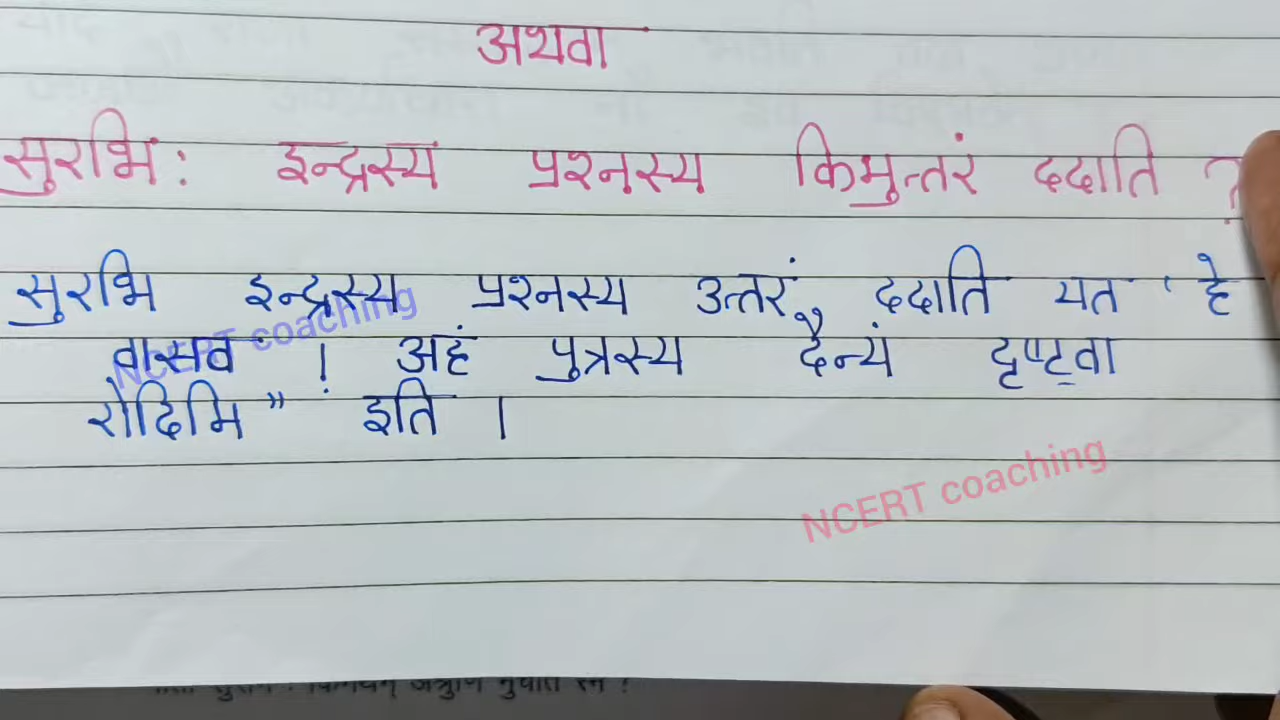 अथवा
सुरभि: इन्द्रस्य प्रश्नस्य किमुत्तरं ददाति ?
सुरभि इन्द्रस्य प्रश्नस्य उत्तरं ददाति यत ' हे
वासव ! अहं पुत्रस्य दैन्यं दृष्ट्वा
रोदिमि" इति ।
NCERT coaching
NCERT coaching